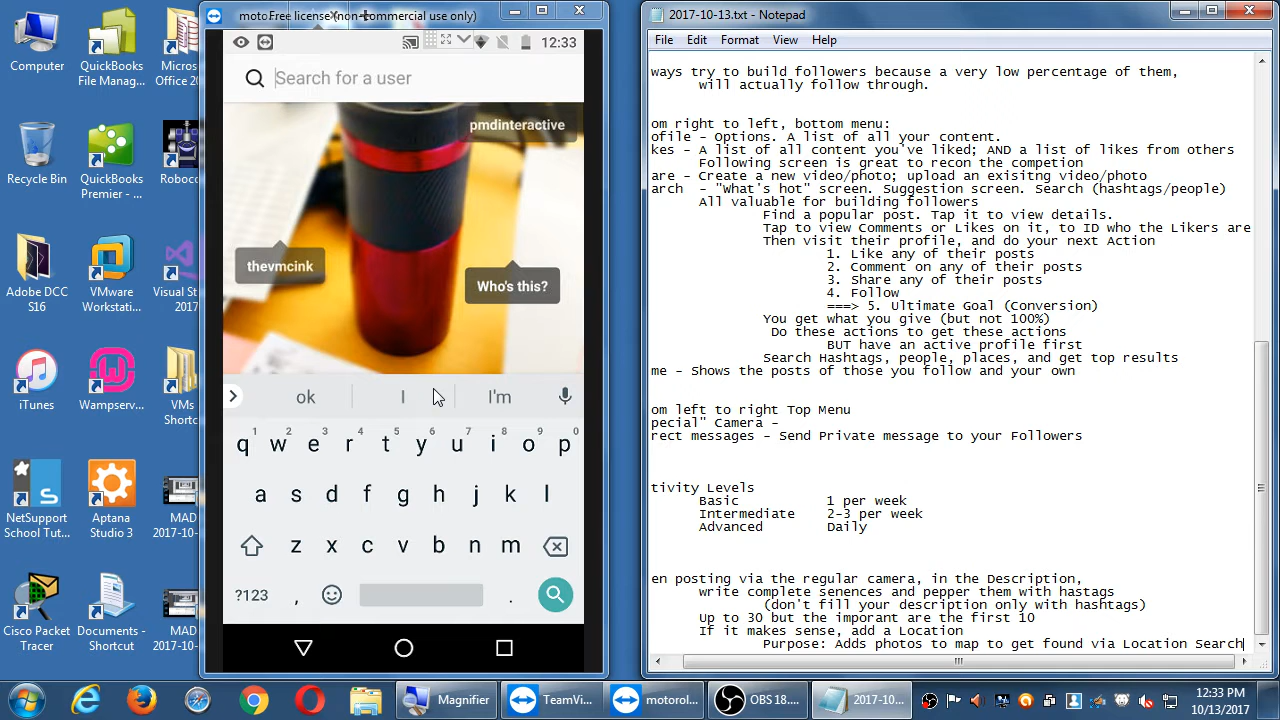 Computer
QuickBooks
File Manag...
Micros
Office 20
Recycle Bin
QuickBooks
Premier - ...
Roboco
Adobe DCC
S16
VMware
Workstati...
Visual St
2017
iTunes
Wampserv...
VMs
Shortc
NetSupport
School Tut...
Aptana
Studio 3
MAD
2017-10-
Cisco Packet
Tracer
Documents -
Shortcut
MAD
2017-10-
moto Free license (non-commercial use only)
12:33
Search for a user
pmdinteractive
thevmcink
Who's this?
ok I I'm
1 2 3 4 5 6 7 8 9 0
q w e r t y u i o p
a s d f g h j k l
z x c v b n m
?123 , .
2017-10-13.txt - Notepad
File Edit Format View Help
ways try to build followers because a very low percentage of them,
will actually follow through.
om right to left, bottom menu:
ofile - Options. A list of all your content.
kes - A list of all content you've liked; AND a list of likes from others
Following screen is great to recon the competion
are - Create a new video/photo; upload an exisitng video/photo
arch - "What's hot" screen. Suggestion screen. Search (hashtags/people)
All valuable for building followers
Find a popular post. Tap it to view details.
Tap to view Comments or Likes on it, to ID who the Likers are
Then visit their profile, and do your next Action
1. Like any of their posts
2. Comment on any of their posts
3. Share any of their posts
4. Follow
===> 5. Ultimate Goal (Conversion)
You get what you give (but not 100%)
Do these actions to get these actions
BUT have an active profile first
Search Hashtags, people, places, and get top results
me - Shows the posts of those you follow and your own
om left to right Top Menu
pecial" Camera -
rect messages - Send Private message to your Followers
tivity Levels
Basic 1 per week
Intermediate 2-3 per week
Advanced Daily
en posting via the regular camera, in the Description,
write complete senences and pepper them with hastags
(don't fill your description only with hashtags)
Up to 30 but the imporant are the first 10
If it makes sense, add a Location
Purpose: Adds photos to map to get found via Location Search
Magnifier
TeamVi...
motorol...
OBS 18....
2017-10...
12:33 PM
10/13/2017